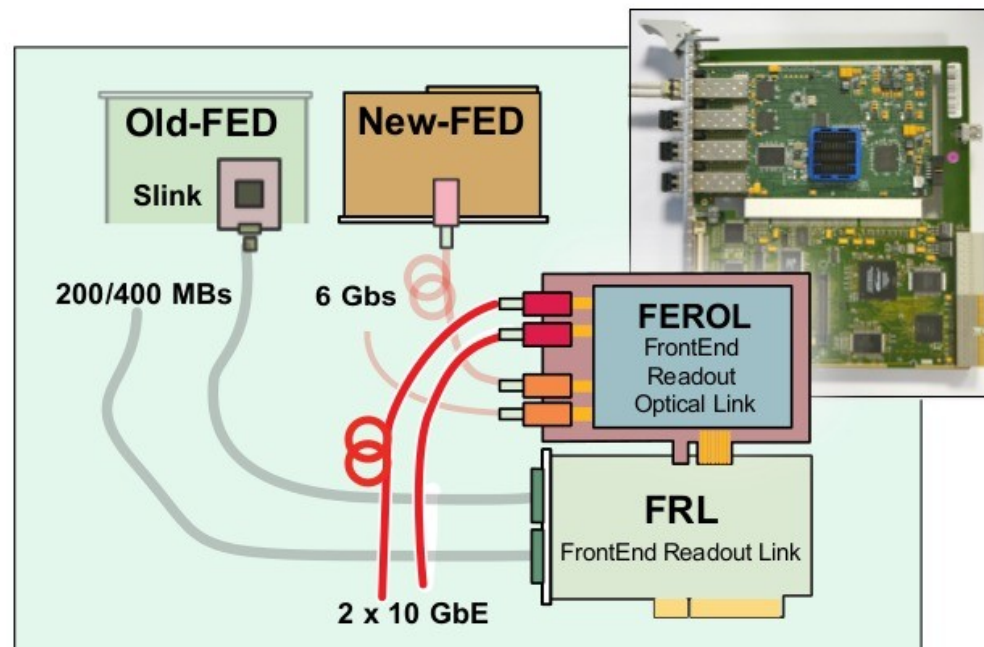 Old-FED
New-FED
Slink
200/400 MBs
6 Gbs
FEROL
FrontEnd
Readout
Optical Link
FRL
FrontEnd Readout Link
2 x 10 GbE